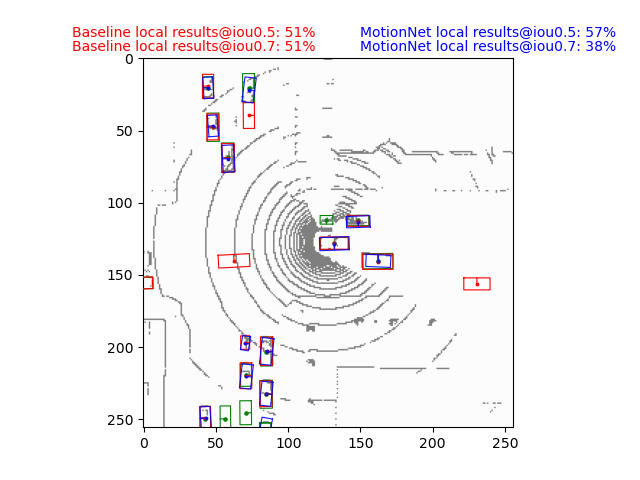 Baseline local results@iou0.5: 51%
Baseline local results@iou0.7: 51%
MotionNet local results@iou0.5: 57%
MotionNet local results@iou0.7: 38%
0
50
100
150
200
250
0 50 100 150 200 250